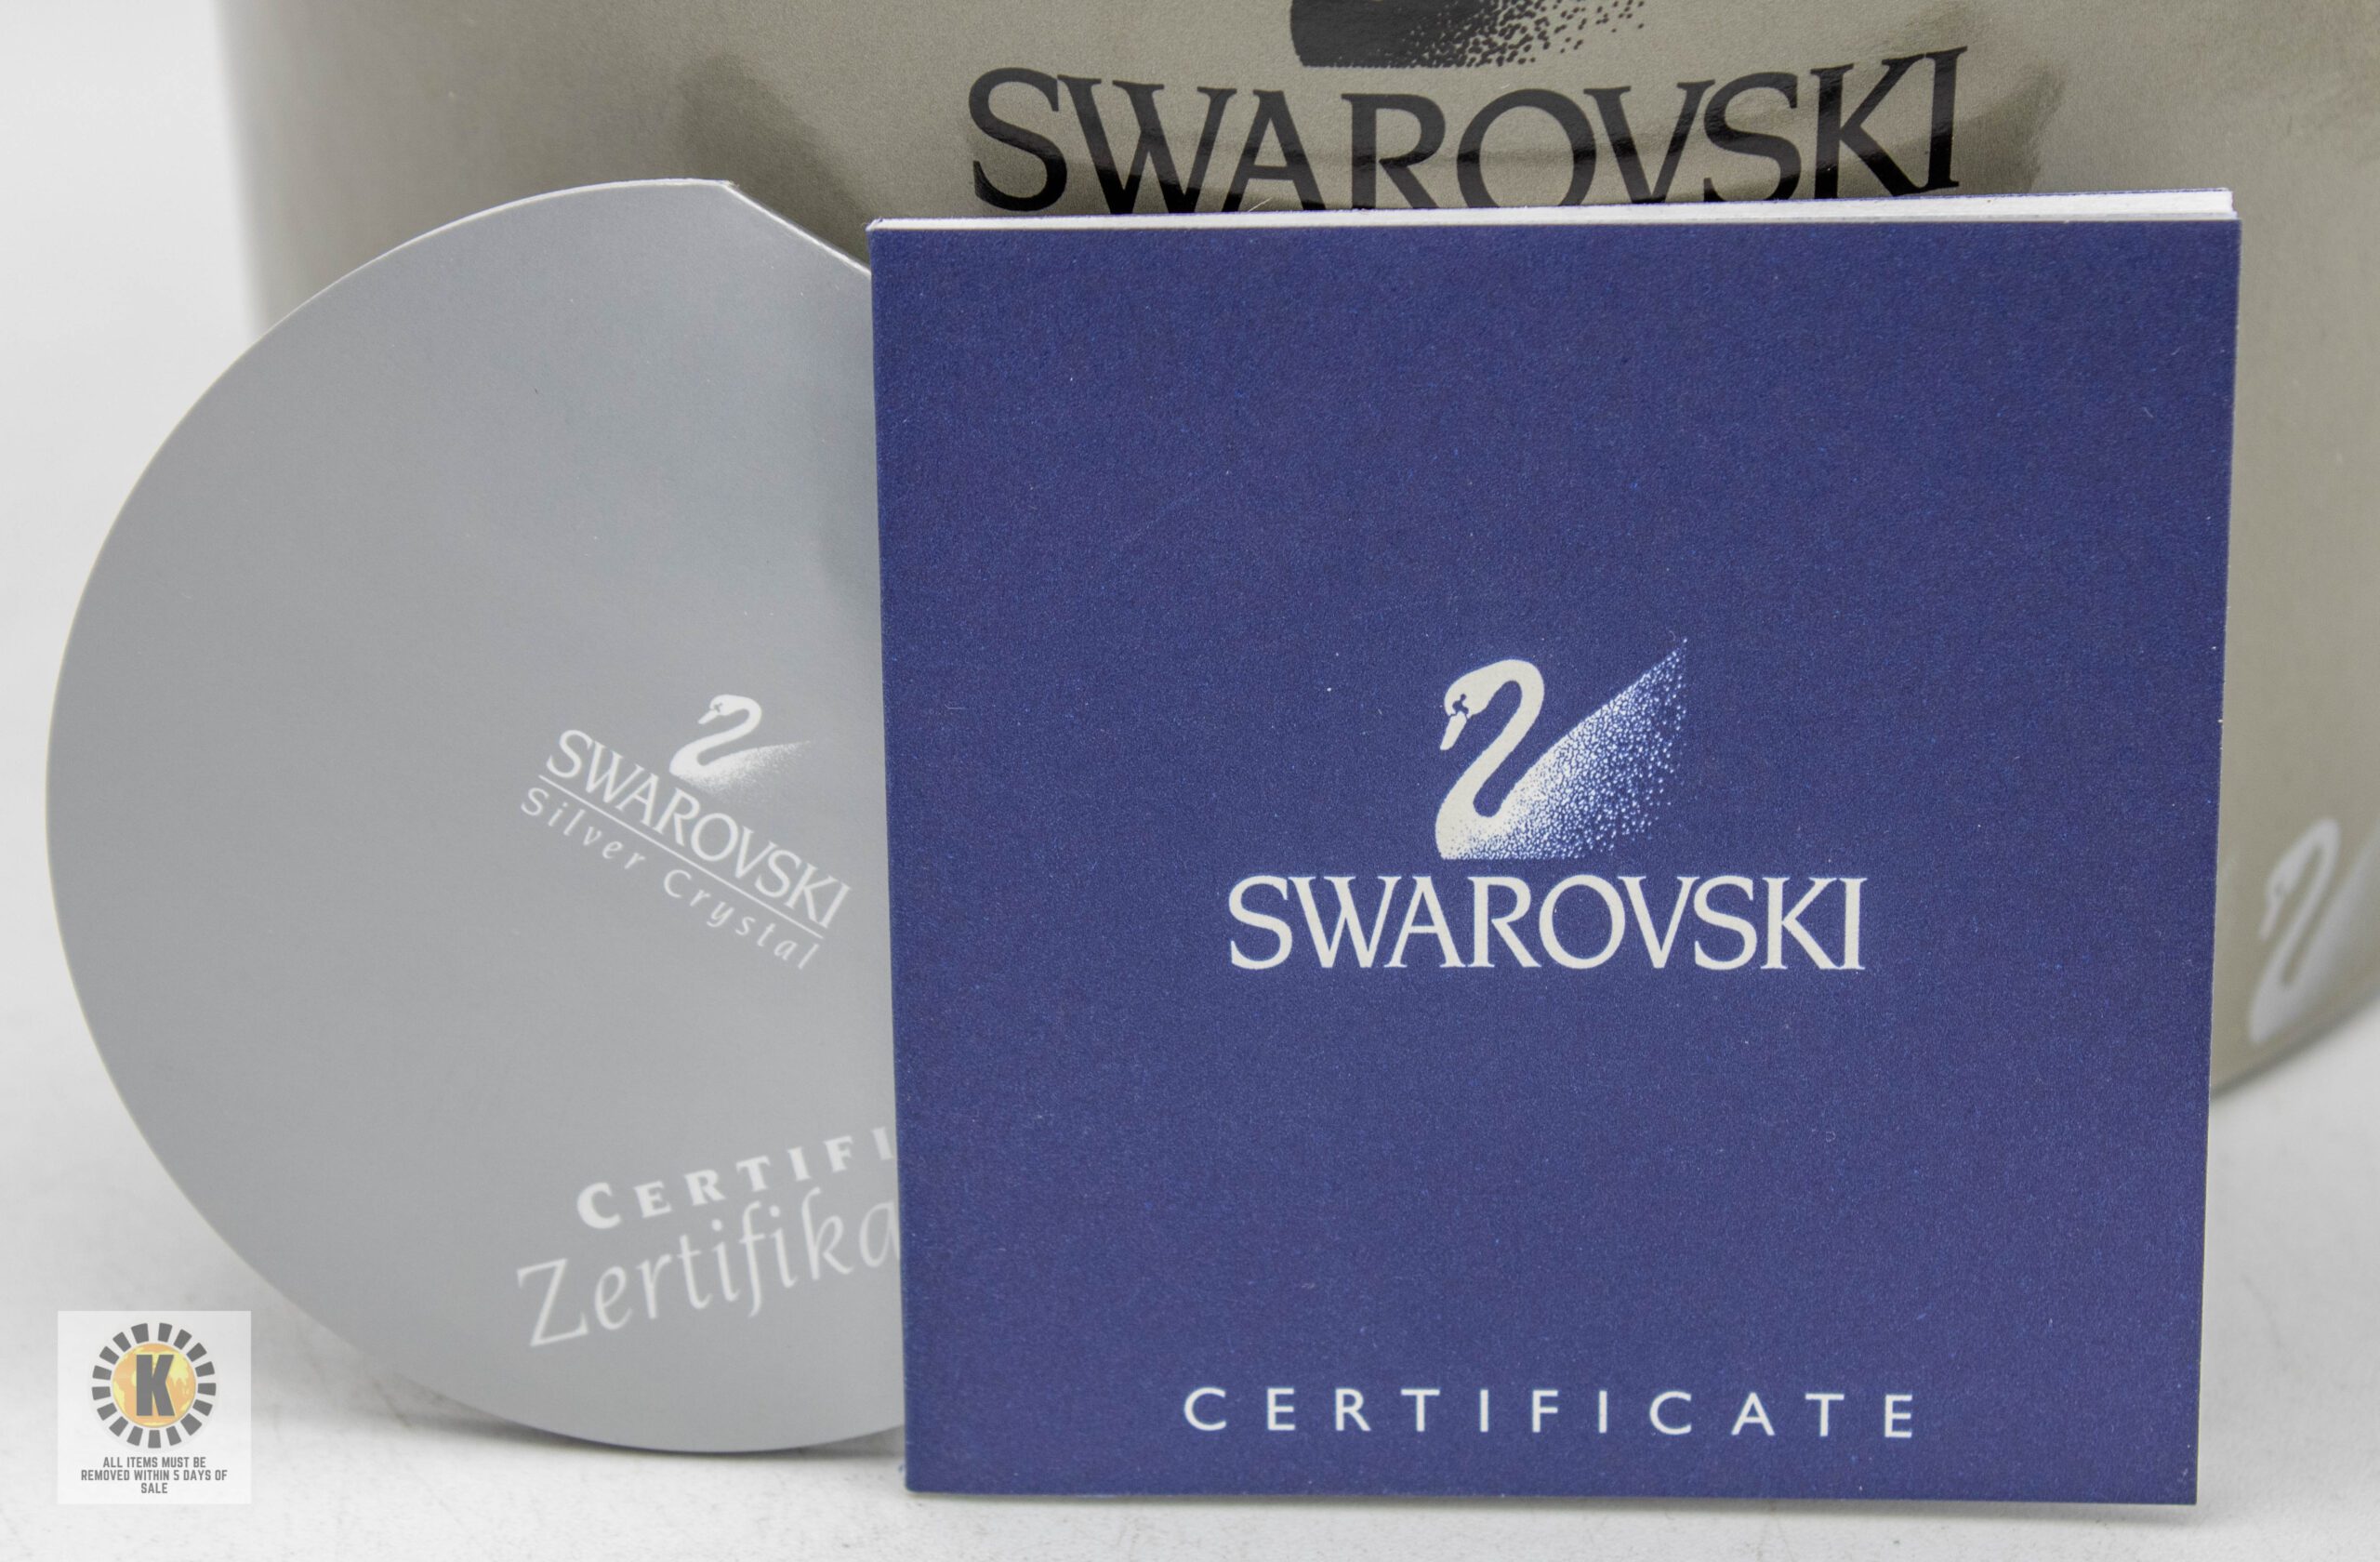 SWAROVSKI
SWAROVSKI
Silver Crystal
SWAROVSKI
CERTIFI
Zertifika
CERTIFICATE
K
ALL ITEMS MUST BE
REMOVED WITHIN 5 DAYS OF
SALE